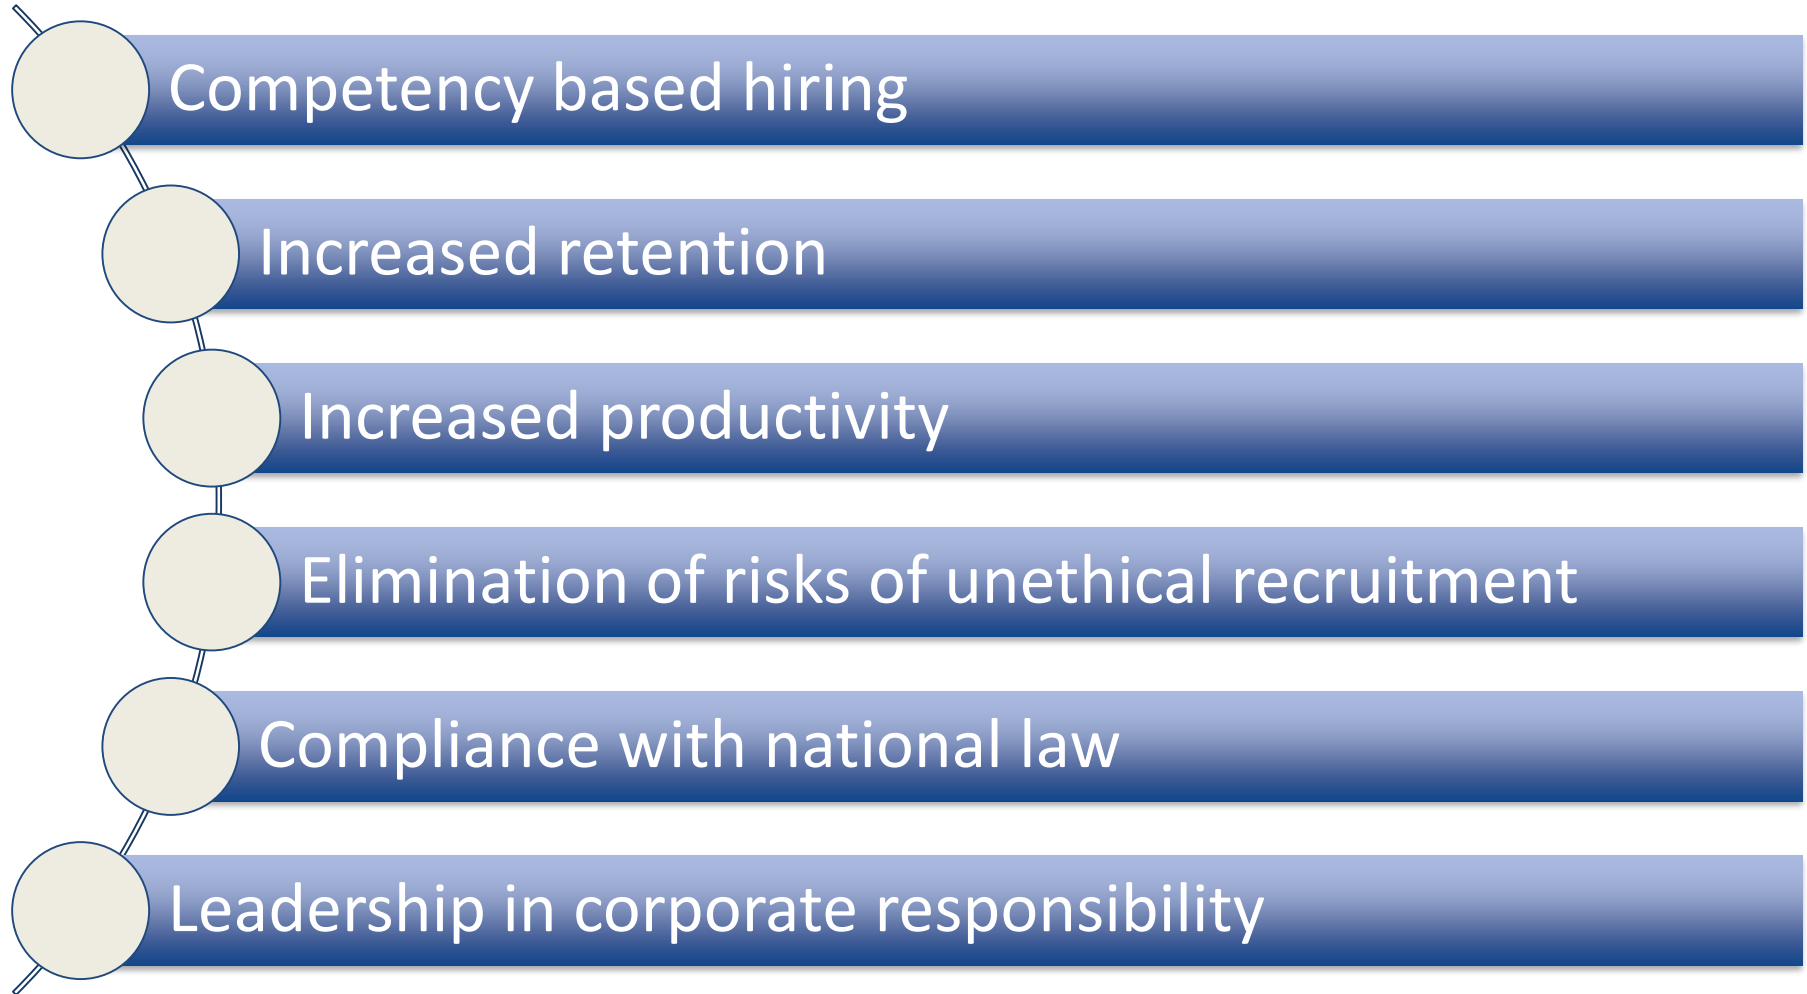 Competency based hiring
Increased retention
Increased productivity
Elimination of risks of unethical recruitment
Compliance with national law
Leadership in corporate responsibility